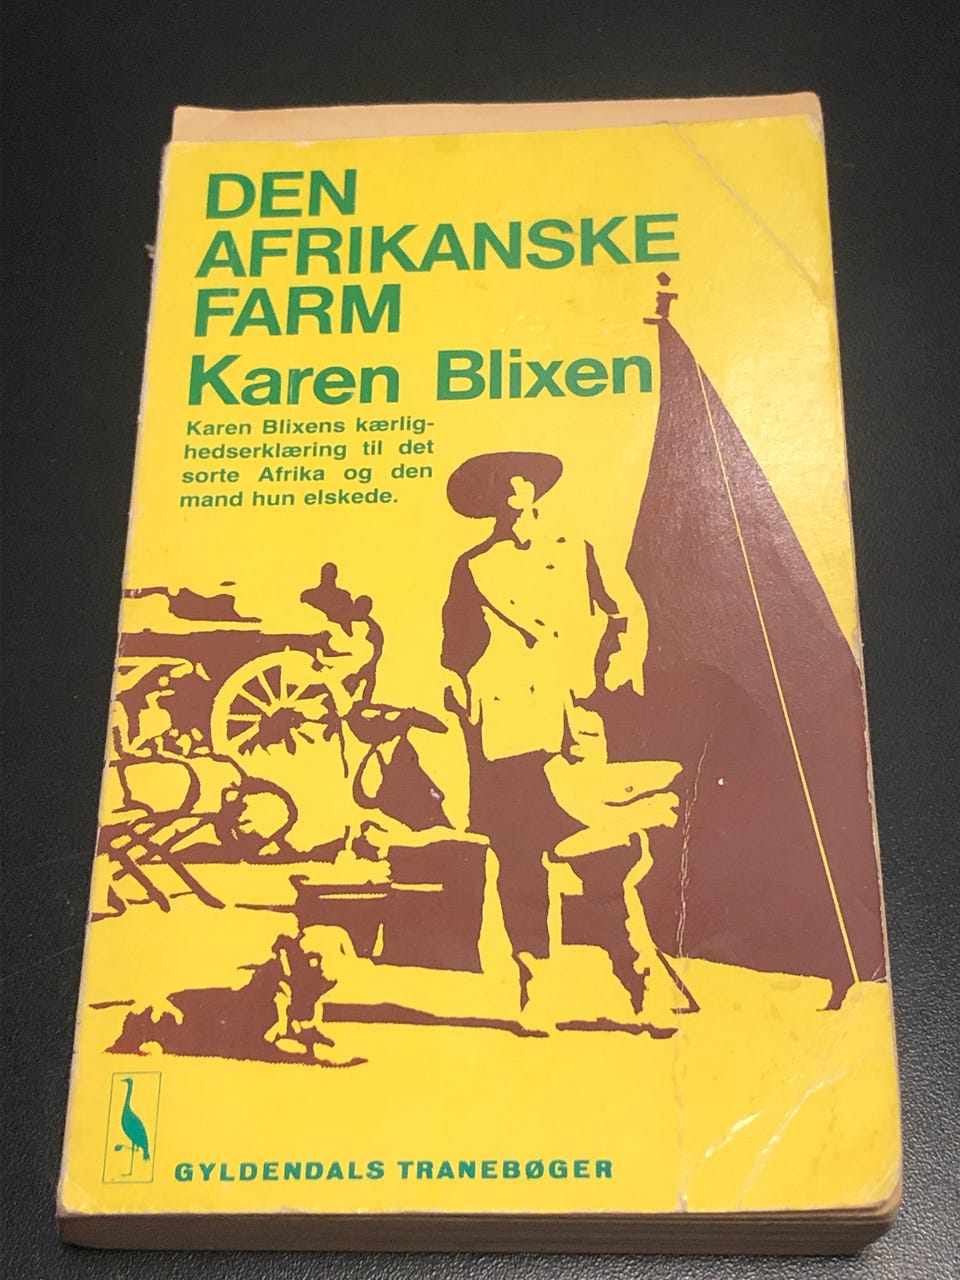 DEN
AFRIKANSKE
FARM
Karen Blixen
Karen Blixens kærlig-
hedserklæring til det
sorte Afrika og den
mand hun elskede.
GYLDENDALS TRANEBØGER